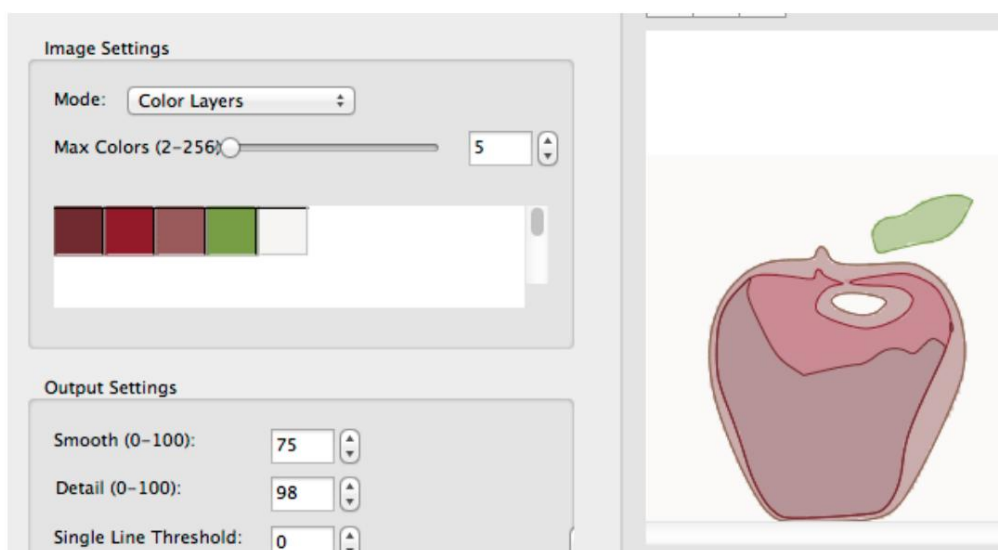 Image Settings
Mode: Color Layers
Max Colors (2-256) 5
Output Settings
Smooth (0-100): 75
Detail (0-100): 98
Single Line Threshold: 0